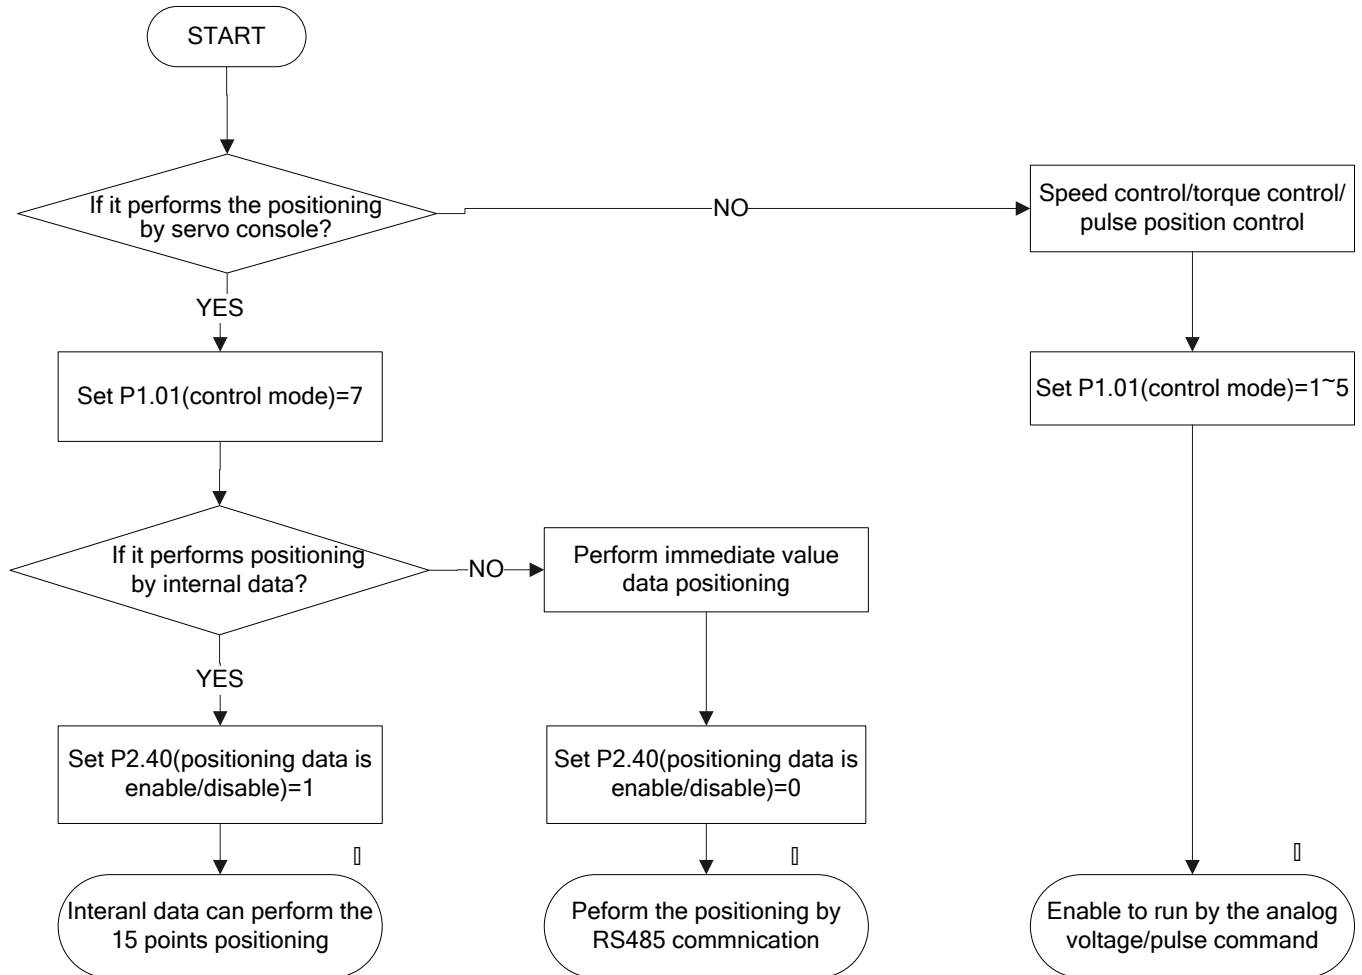 START
If it performs the positioning
by servo console?
NO
Speed control/torque control/
pulse position control
YES
Set P1.01(control mode)=7
Set P1.01(control mode)=1~5
If it performs positioning
by internal data?
NO
Perform immediate value
data positioning
YES
Set P2.40(positioning data is
enable/disable)=1
Set P2.40(positioning data is
enable/disable)=0
Interanl data can perform the
15 points positioning
Peform the positioning by
RS485 commnication
Enable to run by the analog
voltage/pulse command